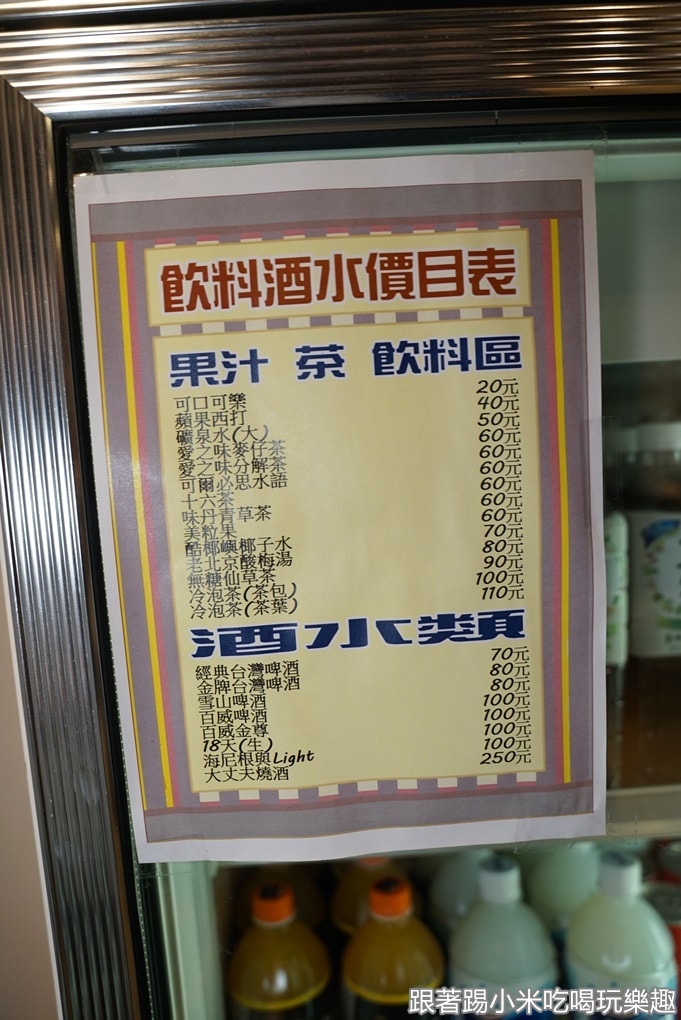 飲料酒水價目表
果汁 茶 飲料區
可口可樂 20元
蘋果西打 40元
礦泉水(大) 50元
愛之味麥仔茶 60元
愛之味分解茶 60元
可爾必思水語 60元
十六茶 60元
味丹青草茶 60元
美粒果 60元
酷椰嶼椰子水 70元
老北京酸梅湯 80元
無糖仙草茶 90元
冷泡茶(茶包) 100元
冷泡茶(茶葉) 110元
酒水類
經典台灣啤酒 70元
金牌台灣啤酒 80元
雪山啤酒 80元
百威啤酒 100元
百威金尊 100元
18天(生) 100元
海尼根與Light 100元
大丈夫燒酒 250元
跟著踢小米吃喝玩樂趣